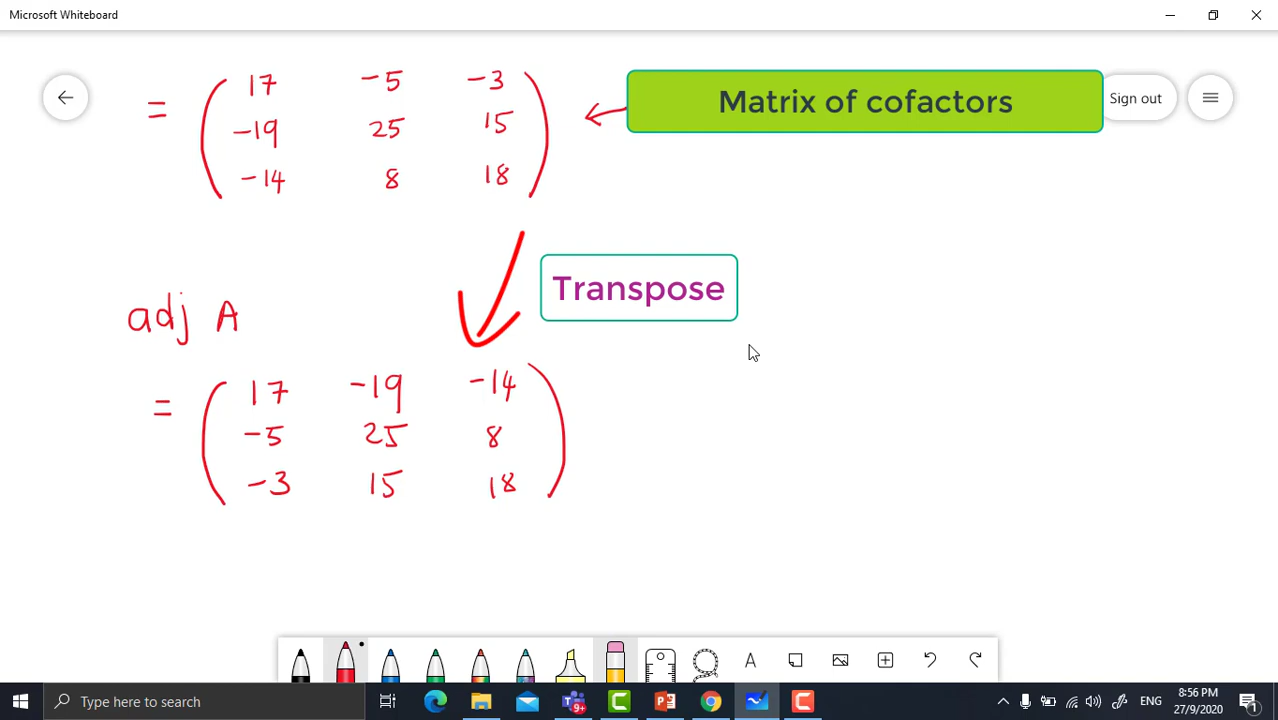 Microsoft Whiteboard
= ( 17 -5 -3
-19 25 15
-14 8 18 )
Matrix of cofactors
Sign out
Transpose
adj A
= ( 17 -19 -14
-5 25 8
-3 15 18 )
A
Type here to search
9+
ENG
8:56 PM
27/9/2020
1